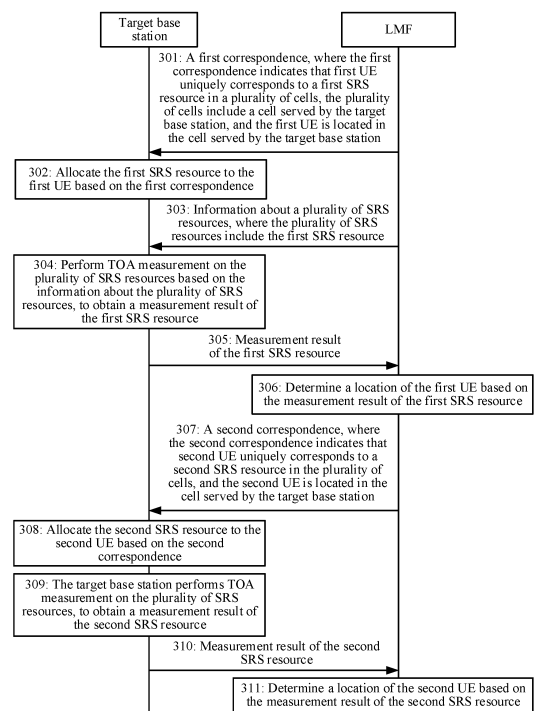 Target base
station
LMF
301: A first correspondence, where the first
correspondence indicates that first UE
uniquely corresponds to a first SRS
resource in a plurality of cells, the plurality
of cells include a cell served by the target
base station, and the first UE is located in
the cell served by the target base station
302: Allocate the first SRS resource to the
first UE based on the first correspondence
303: Information about a plurality of SRS
resources, where the plurality of SRS
resources include the first SRS resource
304: Perform TOA measurement on the
plurality of SRS resources based on the
information about the plurality of SRS
resources, to obtain a measurement result of
the first SRS resource
305: Measurement result
of the first SRS resource
306: Determine a location of the first UE based on
the measurement result of the first SRS resource
307: A second correspondence, where
the second correspondence indicates that
second UE uniquely corresponds to a
second SRS resource in the plurality of
cells, and the second UE is located in the
cell served by the target base station
308: Allocate the second SRS resource to the
second UE based on the second
correspondence
309: The target base station performs TOA
measurement on the plurality of SRS
resources, to obtain a measurement result of
the second SRS resource
310: Measurement result of the second
SRS resource
311: Determine a location of the second UE based on
the measurement result of the second SRS resource